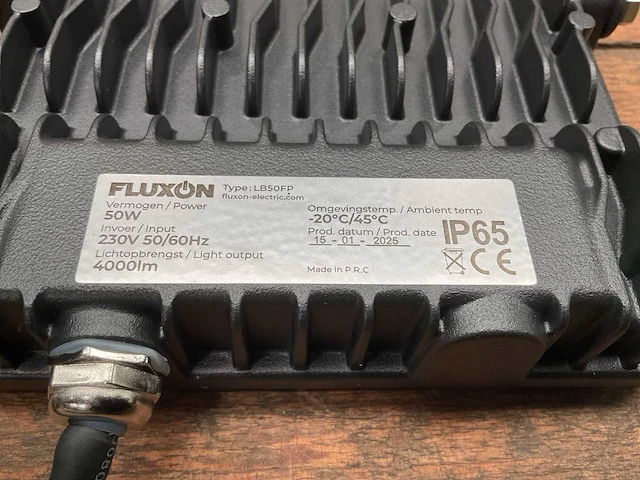 FLUXON Type: LB50FP
fluxon-electric.com
Vermogen / Power
50W
Invoer / Input
230V 50/60Hz
Lichtopbrengst / Light output
4000lm
Omgevingstemp. / Ambient temp
-20°C/45°C
Prod. datum / Prod. date
15 - 01 - 2025
IP65
CE
Made in P.R.C